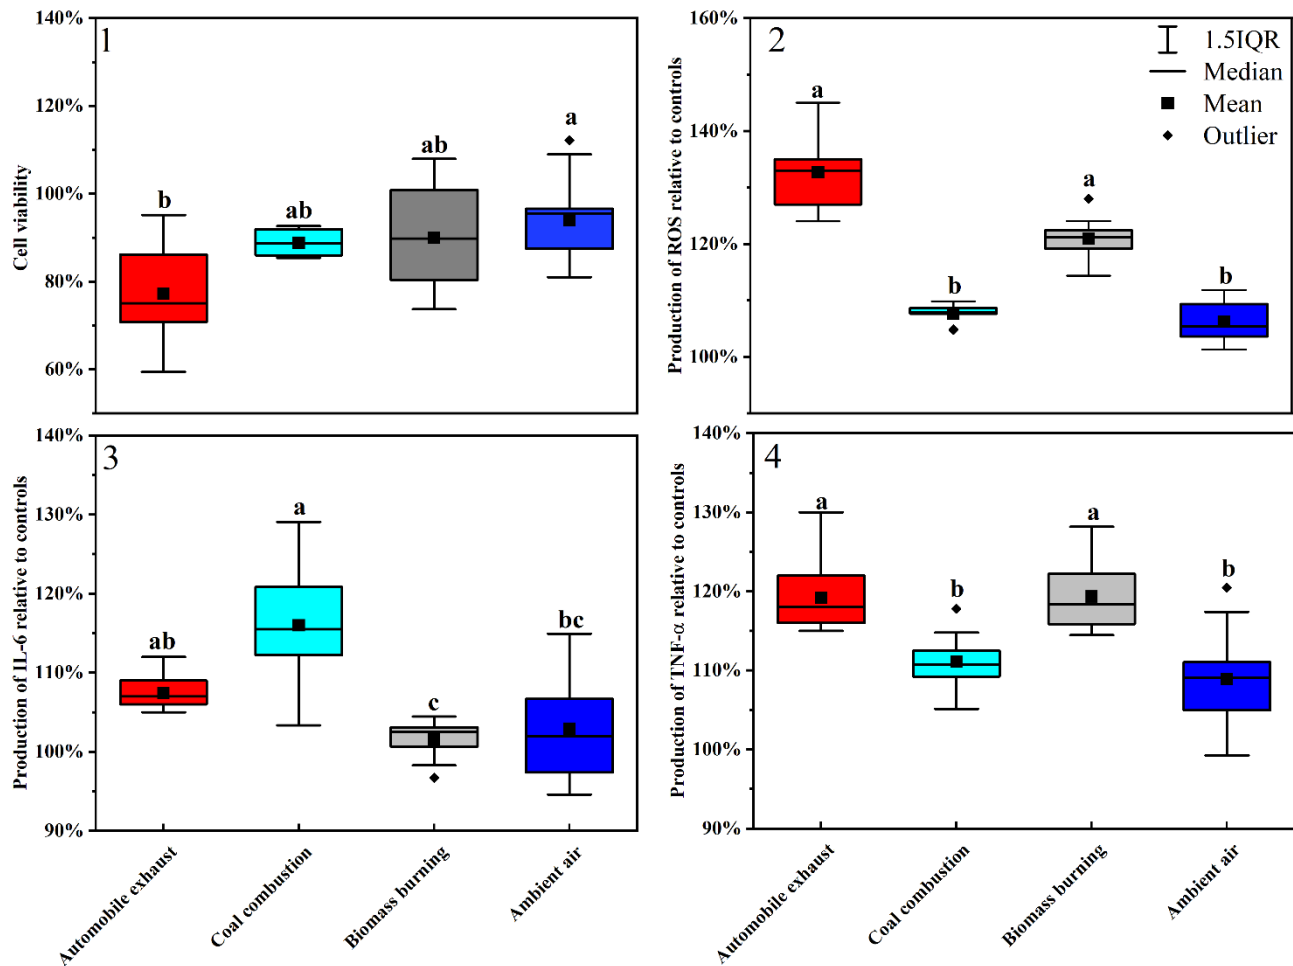 1
140%
120%
100%
80%
60%
Cell viability
b
ab
ab
a
2
160%
140%
120%
100%
Production of ROS relative to controls
a
b
a
b
1.5IQR
Median
Mean
Outlier
3
140%
130%
120%
110%
100%
90%
Production of IL-6 relative to controls
ab
a
c
bc
Automobile exhaust
Coal combustion
Biomass burning
Ambient air
4
140%
130%
120%
110%
100%
90%
Production of TNF-α relative to controls
a
b
a
b
Automobile exhaust
Coal combustion
Biomass burning
Ambient air